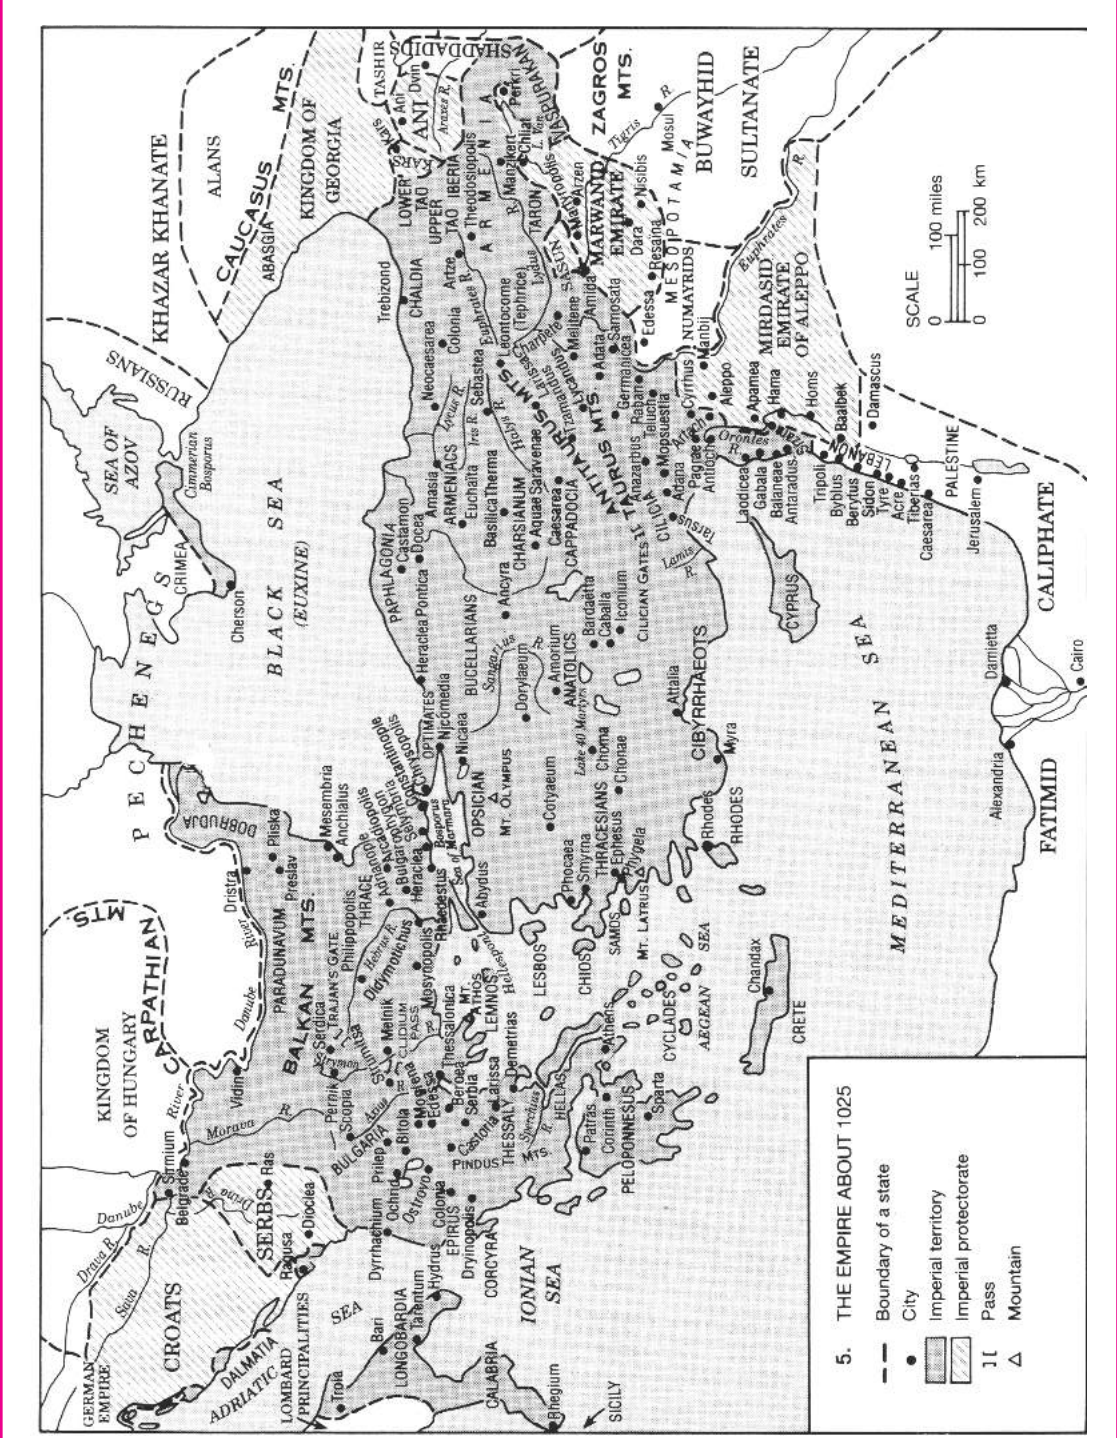 5. THE EMPIRE ABOUT 1025
Boundary of a state
City
Imperial territory
Imperial protectorate
Pass
Mountain
SCALE
0 100 miles
0 100 200 km
GERMAN
EMPIRE
CROATS
Drava R.
Sava R.
Danube
KINGDOM
OF HUNGARY
CARPATHIAN
MTS
PECHENEGS
RUSSIANS
KHAZAR KHANATE
ALANS
CAUCASUS MTS.
ABASGIA
KINGDOM OF
GEORGIA
SEA OF
AZOV
Cimmerian
Bosporus
CRIMEA
Cherson
BLACK SEA
(EUXINE)
TASHIR
SHADDADIDS
Dvin
Ani
ANI
Kars
KARS
Araxes R.
Sirmium
Belgrade
River
Danube
River
Morava R.
Drina R.
SERBS
Ras
Dioclea
Ragusa
DALMATIA
ADRIATIC
SEA
LOMBARD
PRINCIPALITIES
Troia
Bari
LONGOBARDIA
Tarentum
Hydrus
CALABRIA
Rhegium
SICILY
IONIAN
SEA
Vidin
Dristra
DOBRUDJA
Pliska
Preslav
PARADUNAVUM
BALKAN MTS.
Mesembria
Anchialus
Serdica
TRAJAN'S GATE
Pernik
Scopia
BULGARIA
Philippopolis
THRACE
Hebrus R.
Adrianople
Arcadiopolis
Bulgarophygon
Selymbria
Constantinople
Chrysopolis
Heraclea
Rhaedestus
Didymotichus
Mosynopolis
Melnik
CLIDIUM
PASS
Strumitsa
Prilep
Bitola
Ochrid
Ostrovo
Moglena
Edessa
Beroea
Serbia
Castoria
Thessalonica
MT.
ATHOS
LEMNOS
Hellespont
Larissa
Demetrias
THESSALY
PINDUS
MTS.
Spercheus
R.
HELLAS
Dyrrhachium
Colonia
EPIRUS
Dryinopolis
CORCYRA
Patras
Corinth
Athens
PELOPONNESUS
Sparta
LESBOS
CHIOS
SAMOS
CYCLADES
AEGEAN
SEA
Chandax
CRETE
Bosporus
Sea of Marmara
Abydus
OPSICIAN
MT. OLYMPUS
OPTIMATES
Nicomedia
Nicaea
Cotyaeum
Phocaea
Smyrna
THRACESIANS
Ephesus
Phygela
MT. LATRUS
Choma
Chonae
Lake 40 Martyrs
Rhodes
RHODES
Myra
CIBYRRHAEOTS
Attalia
Dorylaeum
Amorium
ANATOLICS
Sangarius R.
BUCELLARIANS
Heraclea Pontica
PAPHLAGONIA
Castamon
Docea
Ancyra
Bardaetta
Caballa
Iconium
CILICIAN GATES
Lamis
R.
Amasia
ARMENIACS
Euchaita
Basilica Therma
CHARSIANUM
Aquae Saravenae
Caesarea
CAPPADOCIA
Iris R.
Lycus R.
Halys R.
Neocaesarea
Sebastea
Colonia
Trebizond
CHALDIA
Artze
Euphrates R.
Leontocome
(Tephrice)
Charpete
Larissa
Tzamandus
Lycandus
Melitene
ANTITAURUS MTS
TAURUS MTS.
CILICIA
Tarsus
Adana
Mopsuestia
Anazarbus
Germanicea
Adata
Samosata
Raban
Teluch
LOWER
TAO
UPPER
TAO
IBERIA
Theodosiopolis
ARMENIA
Manzikert
Perkri
Chliat
L. Van
VASPURAKAN
TARON
SASUN
Lydus R.
Martyropolis
Arzen
MARWANID
EMIRATE
Amida
Dara
Nisibis
Resaina
Edessa
MESOPOTAMIA
Mosul
Tigris R.
ZAGROS
MTS.
BUWAYHID
SULTANATE
NUMAYRIDS
Manbij
Cyrrhus
Artach
Aleppo
Euphrates R.
MIRDASID
EMIRATE
OF ALEPPO
Pagrae
Antioch
Orontes
R.
Apamea
Hama
Homs
Shaizar
Laodicea
Gabala
Balaneae
Antaradus
Tripoli
Byblus
Berytus
Sidon
Tyre
Acre
Tiberias
Caesarea
LEBANON
Baalbek
Damascus
PALESTINE
Jerusalem
CYPRUS
MEDITERRANEAN
SEA
Alexandria
Damietta
Cairo
FATIMID CALIPHATE